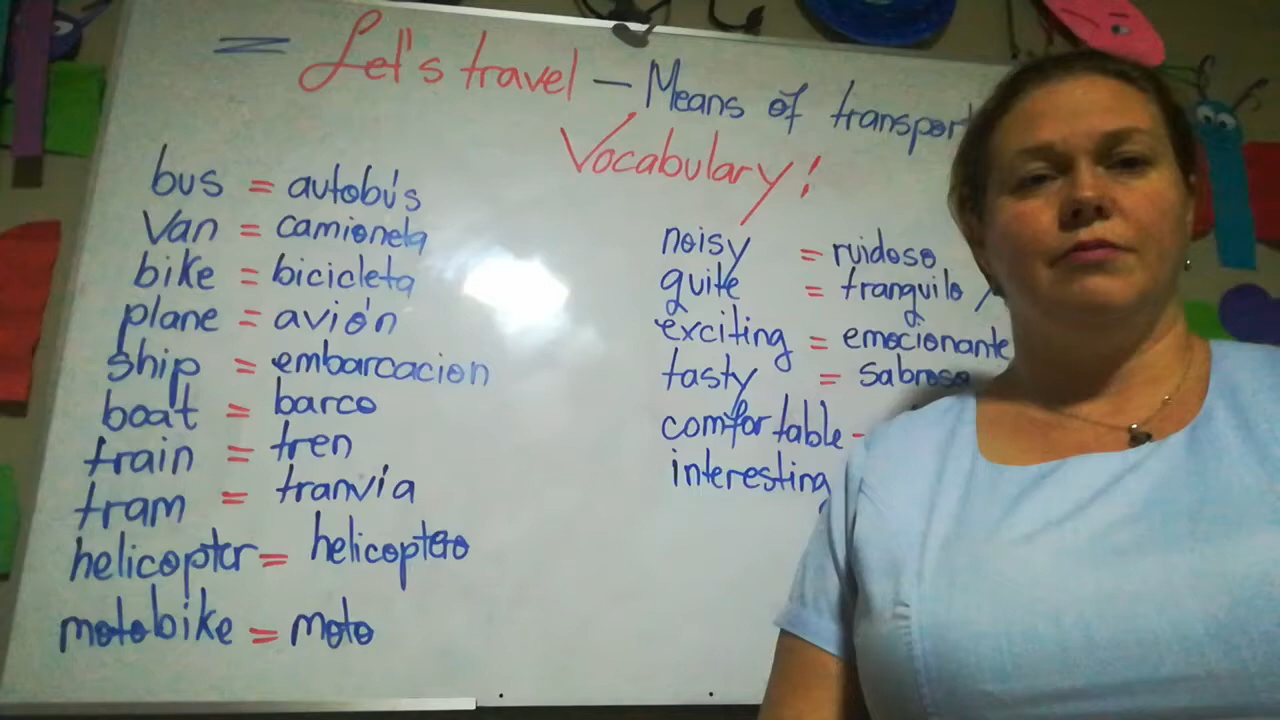 = Let's travel - Means of transport
Vocabulary!
bus = autobús
Van = camioneta
bike = bicicleta
plane = avión
ship = embarcacion
boat = barco
train = tren
tram = tranvía
helicopter = helicoptero
motobike = moto
noisy = ruidoso
quite = tranquilo /
exciting = emocionante
tasty = sabroso
comfortable =
interesting